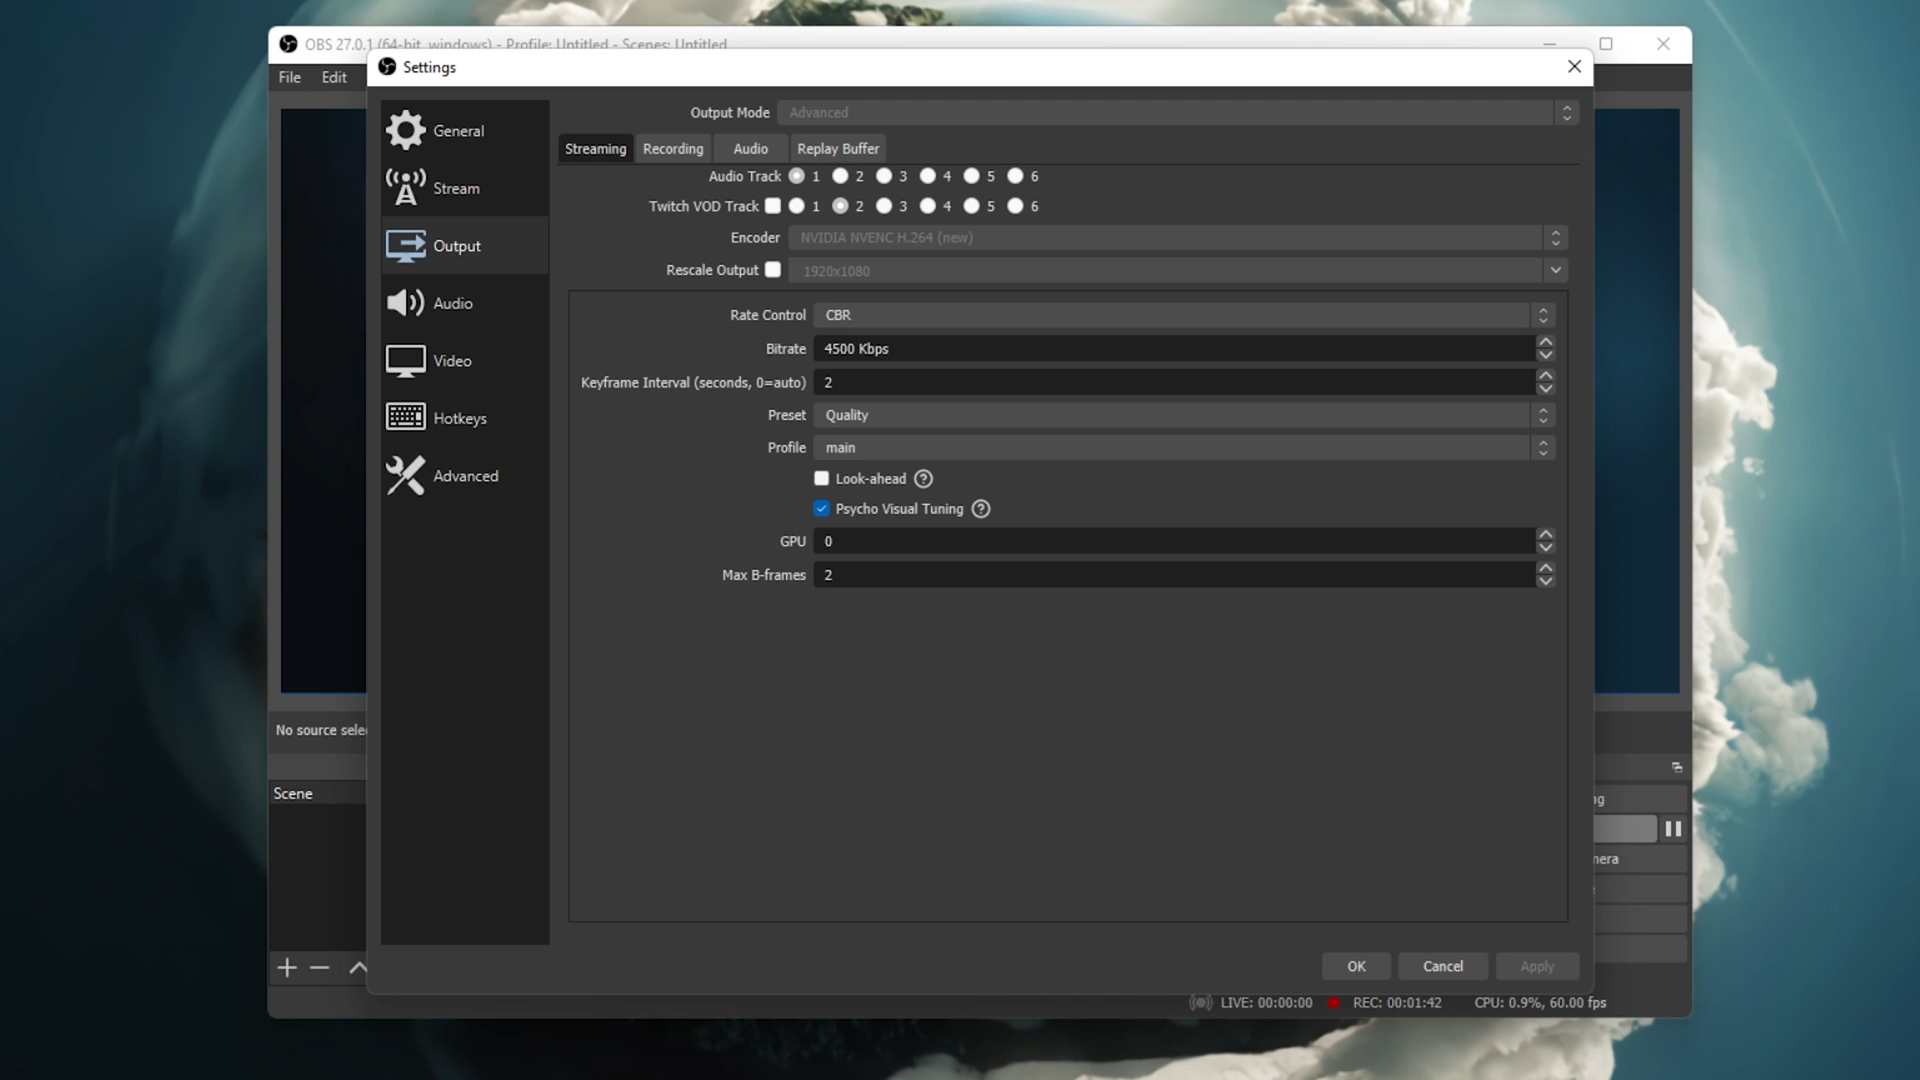 OBS 27.0.1 (64-bit, windows) - Profile: Untitled - Scenes: Untitled
File Edit
Settings
General
Stream
Output
Audio
Video
Hotkeys
Advanced
Output Mode Advanced
Streaming Recording Audio Replay Buffer
Audio Track 1 2 3 4 5 6
Twitch VOD Track 1 2 3 4 5 6
Encoder NVIDIA NVENC H.264 (new)
Rescale Output 1920x1080
Rate Control CBR
Bitrate 4500 Kbps
Keyframe Interval (seconds, 0=auto) 2
Preset Quality
Profile main
Look-ahead ?
Psycho Visual Tuning ?
GPU 0
Max B-frames 2
No source sele
Scene
ng
nera
OK Cancel Apply
LIVE: 00:00:00 REC: 00:01:42 CPU: 0.9%, 60.00 fps